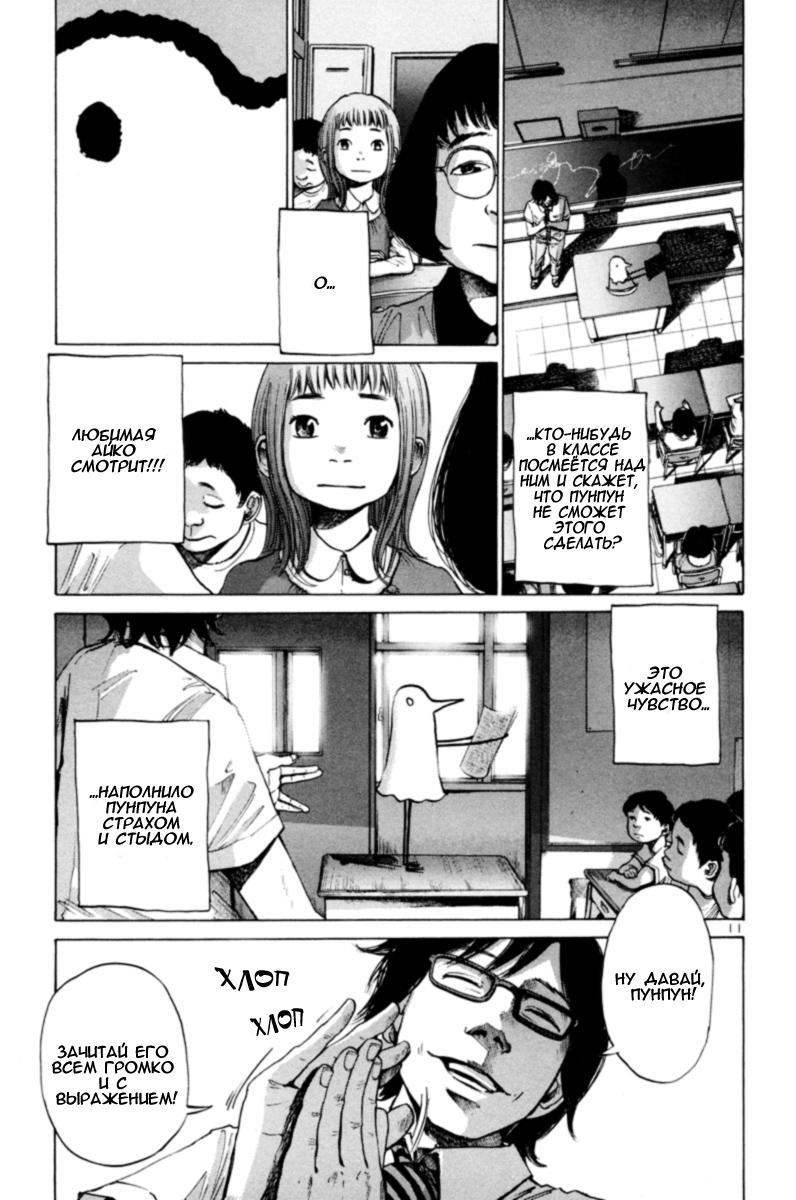 ...КТО-НИБУДЬ
В КЛАССЕ
ПОСМЕЁТСЯ НАД
НИМ И СКАЖЕТ,
ЧТО ПУНПУН
НЕ СМОЖЕТ
ЭТОГО
СДЕЛАТЬ?
О...
ЛЮБИМАЯ
АЙКО
СМОТРИТ!!!
ЭТО
УЖАСНОЕ
ЧУВСТВО...
...НАПОЛНИЛО
ПУНПУНА
СТРАХОМ
И СТЫДОМ.
11
НУ ДАВАЙ,
ПУНПУН!
ХЛОП
ХЛОП
ЗАЧИТАЙ ЕГО
ВСЕМ ГРОМКО
И С
ВЫРАЖЕНИЕМ!